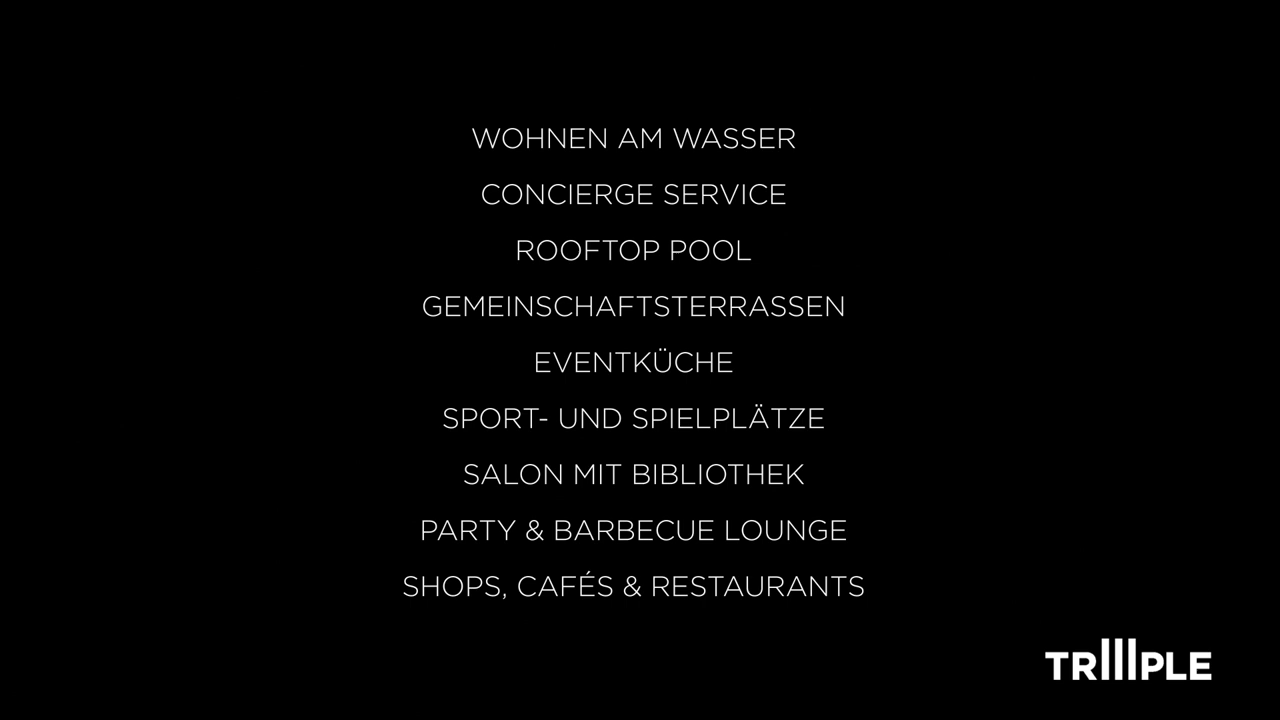 WOHNEN AM WASSER
CONCIERGE SERVICE
ROOFTOP POOL
GEMEINSCHAFTSTERRASSEN
EVENTKÜCHE
SPORT- UND SPIELPLÄTZE
SALON MIT BIBLIOTHEK
PARTY & BARBECUE LOUNGE
SHOPS, CAFÉS & RESTAURANTS
TRIIIPLE